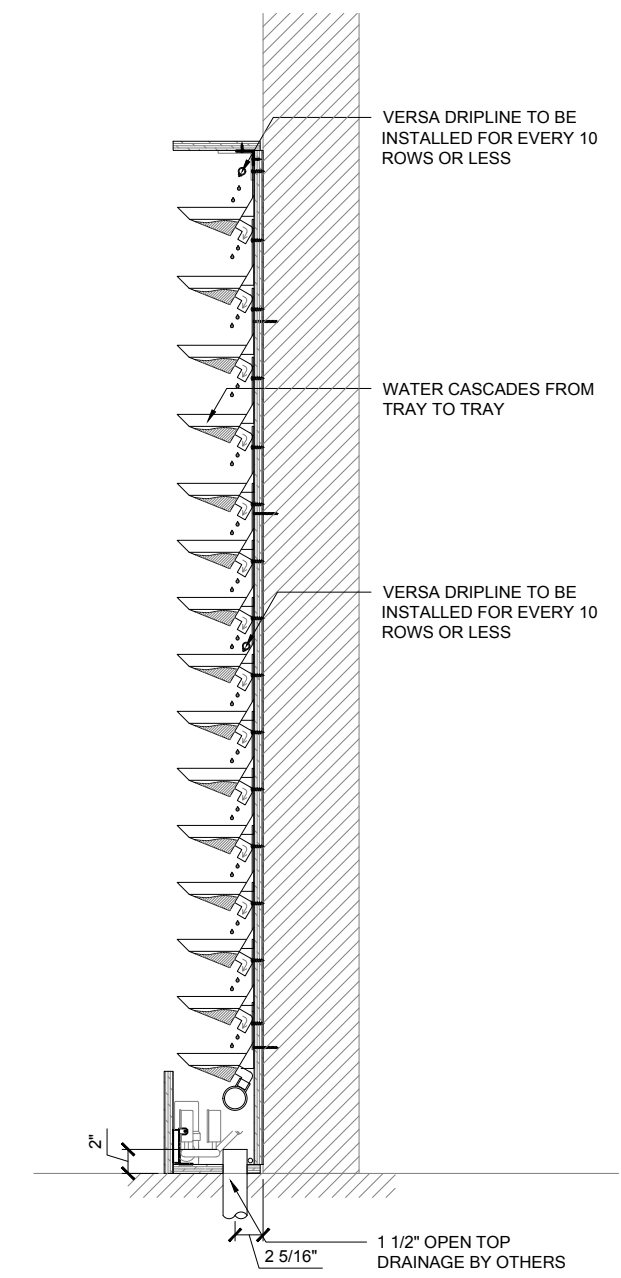 VERSA DRIPLINE TO BE
INSTALLED FOR EVERY 10
ROWS OR LESS
WATER CASCADES FROM
TRAY TO TRAY
VERSA DRIPLINE TO BE
INSTALLED FOR EVERY 10
ROWS OR LESS
2"
2 5/16"
1 1/2" OPEN TOP
DRAINAGE BY OTHERS